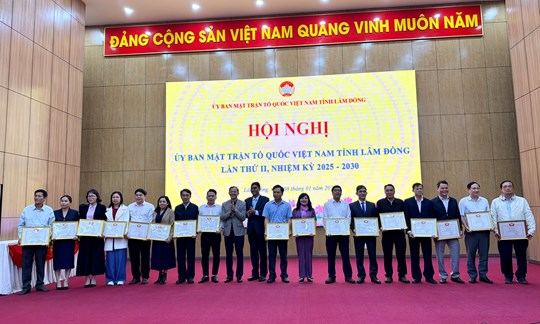 ĐẢNG CỘNG SẢN VIỆT NAM QUANG VINH MUÔN NĂM
ỦY BAN MẶT TRẬN TỔ QUỐC VIỆT NAM TỈNH LÂM ĐỒNG
HỘI NGHỊ
ỦY BAN MẶT TRẬN TỔ QUỐC VIỆT NAM TỈNH LÂM ĐỒNG
LẦN THỨ II, NHIỆM KỲ 2025 - 2030